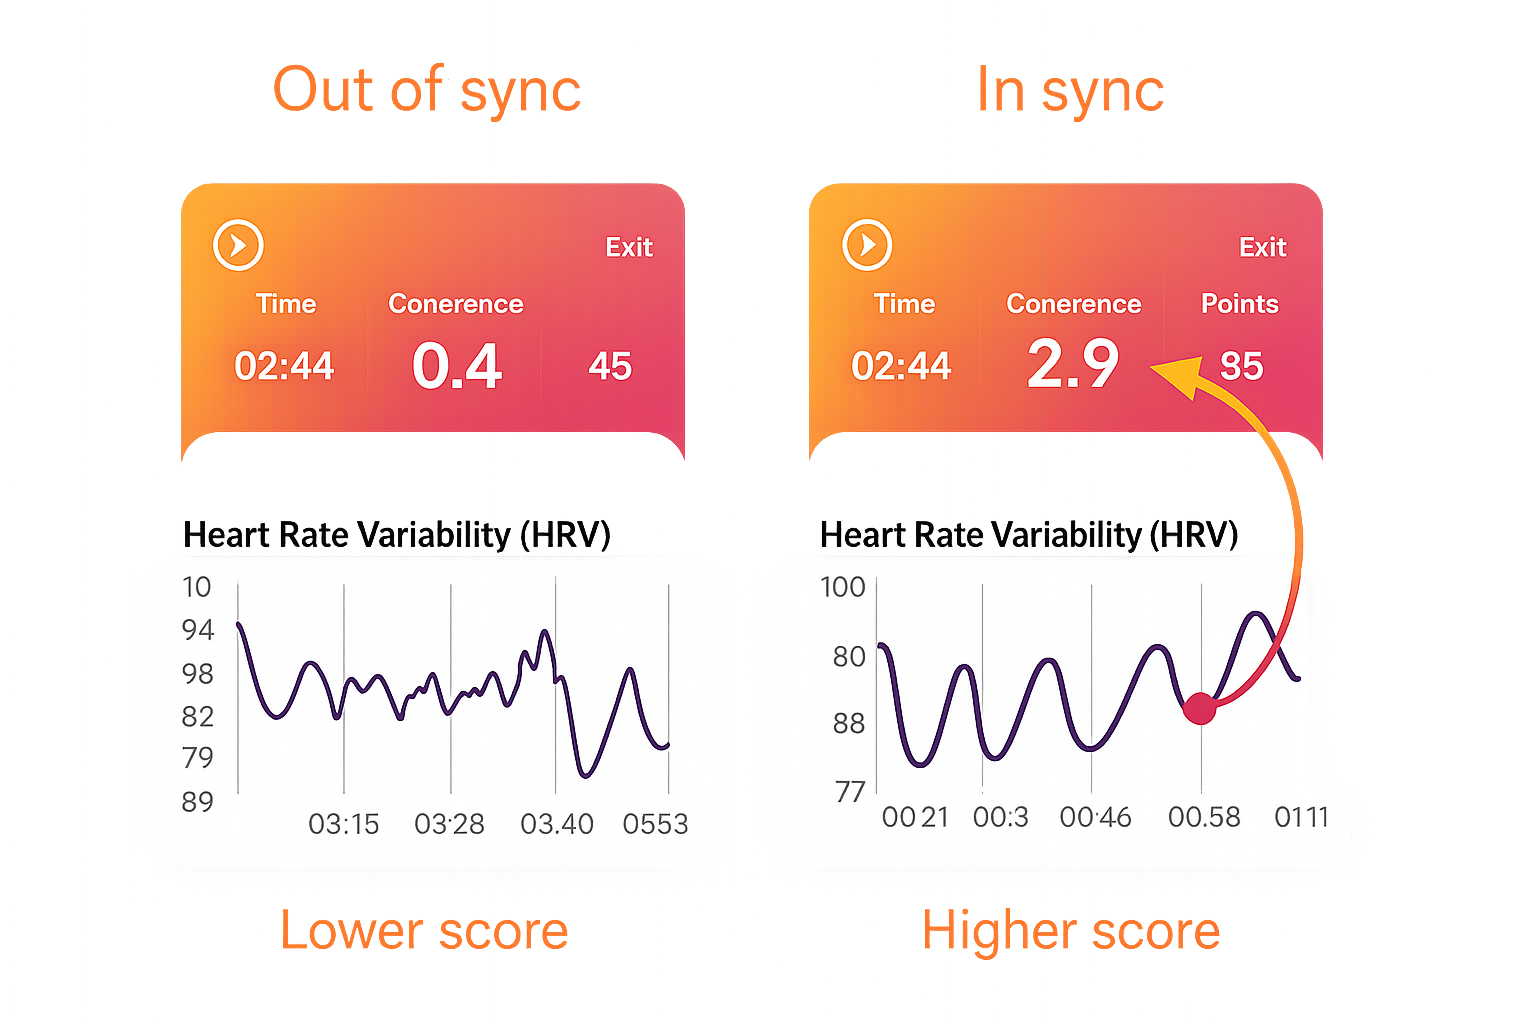 Out of sync
In sync
Exit
Time Conerence
02:44 0.4 45
Exit
Time Conerence Points
02:44 2.9 85
Heart Rate Variability (HRV)
10
94
98
82
79
89
03:15 03:28 03.40 0553
Heart Rate Variability (HRV)
100
80
88
77
00 21 00:3 00:46 00.58 01 11
Lower score
Higher score